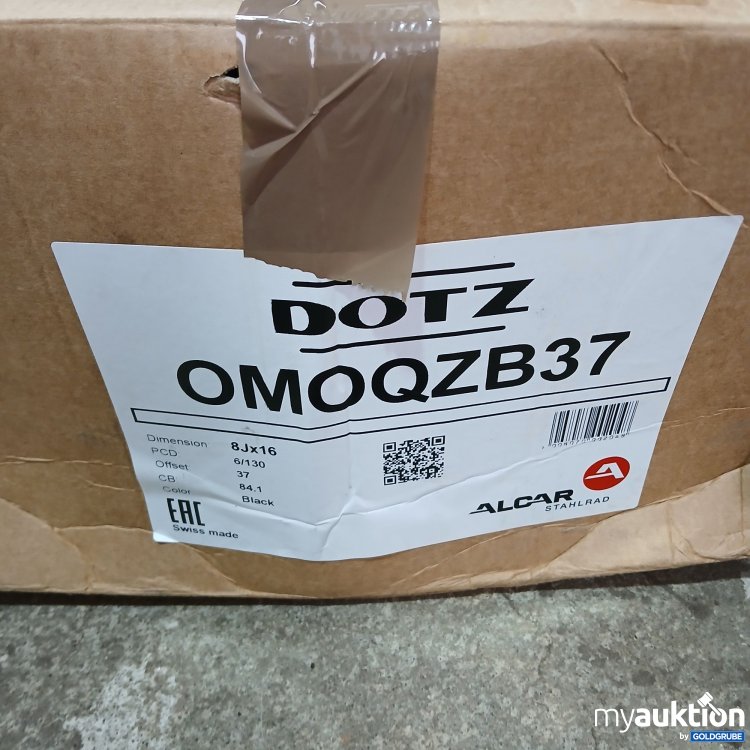 DOTZ
OMOQZB37
Dimension 8Jx16
PCD 6/130
Offset 37
CB 84.1
Color Black
EAC
Swiss made
ALCAR
STAHLRAD
myauktion
by GOLDGRUBE